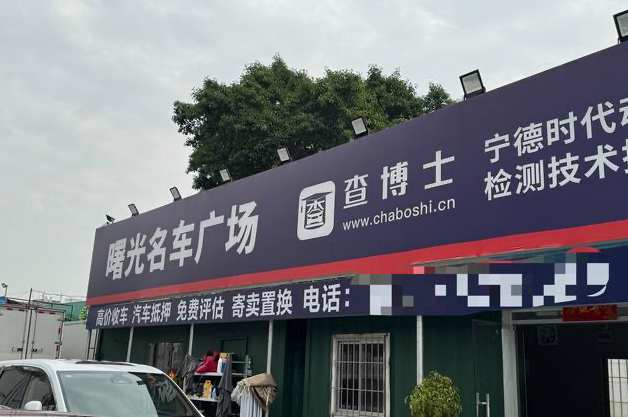 曙光名车广场
查
查博士
www.chaboshi.cn
宁德时代动
检测技术
高价收车 汽车抵押 免费评估 寄卖置换 电话: